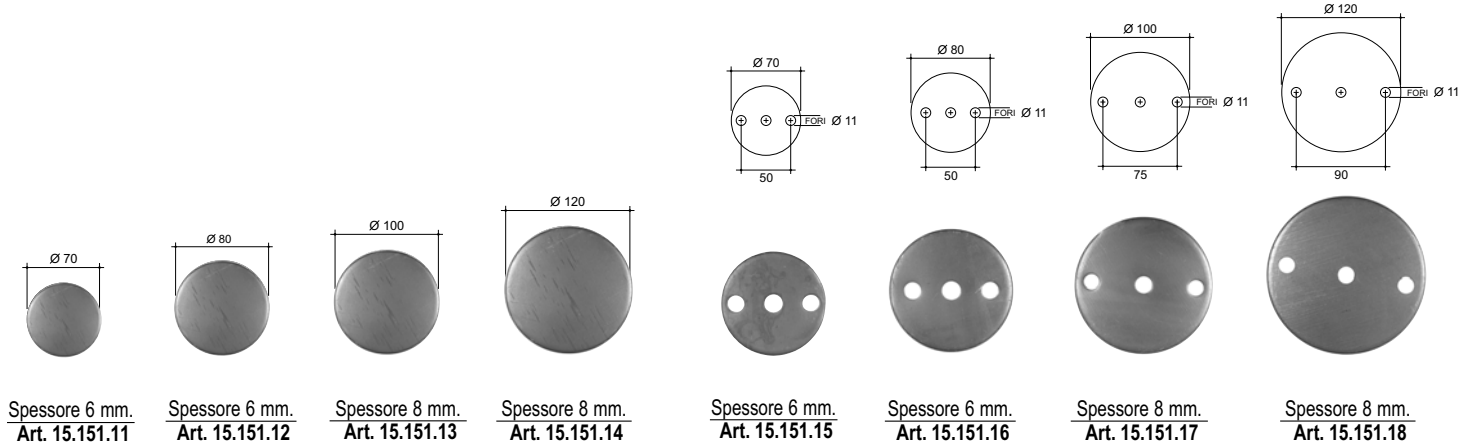 Ø 70
Ø 80
Ø 100
Ø 120
Ø 70
FORI Ø 11
50
Ø 80
FORI Ø 11
50
Ø 100
FORI Ø 11
75
Ø 120
FORI Ø 11
90
Spessore 6 mm.
Art. 15.151.11
Spessore 6 mm.
Art. 15.151.12
Spessore 8 mm.
Art. 15.151.13
Spessore 8 mm.
Art. 15.151.14
Spessore 6 mm.
Art. 15.151.15
Spessore 6 mm.
Art. 15.151.16
Spessore 8 mm.
Art. 15.151.17
Spessore 8 mm.
Art. 15.151.18